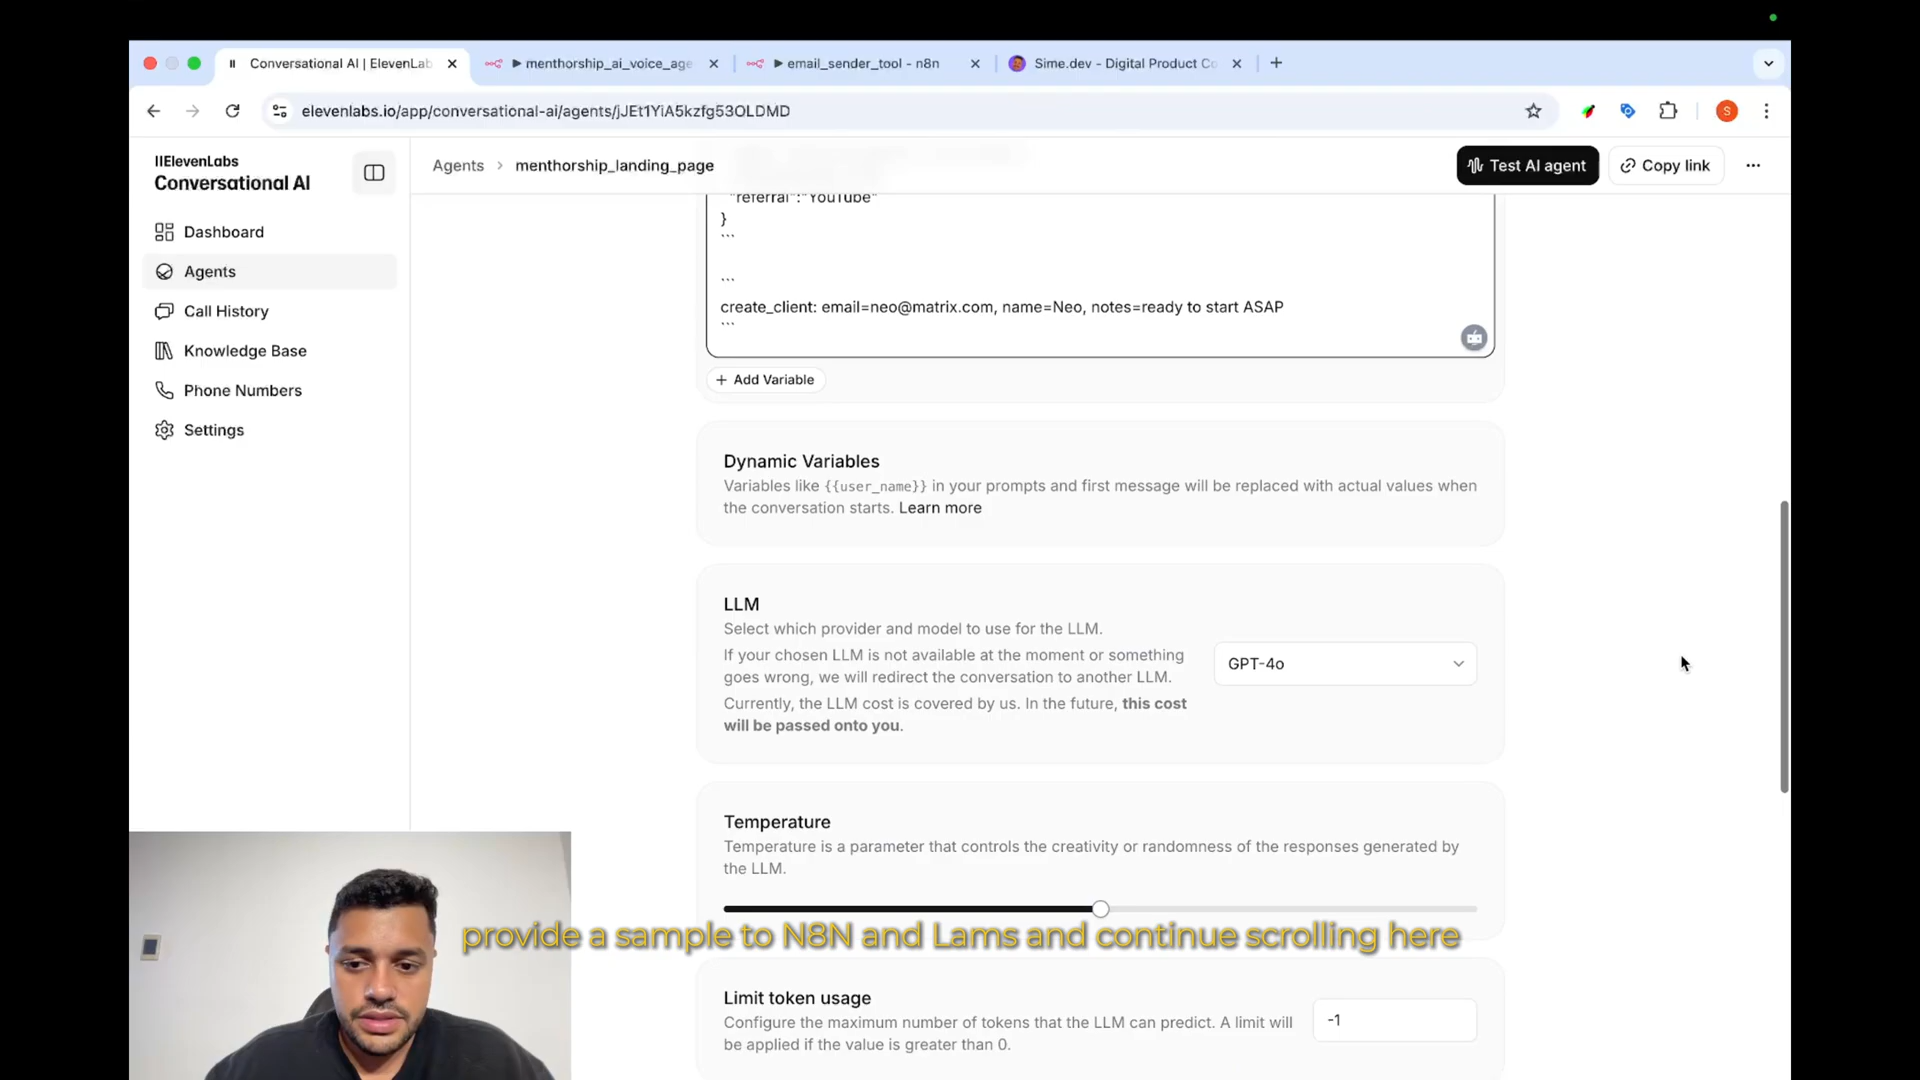 Conversational AI | ElevenLab
menthorship_ai_voice_age
email_sender_tool - n8n
Sime.dev - Digital Product Co
elevenlabs.io/app/conversational-ai/agents/jJEt1YiA5kzfg53OLDMD
S
IIElevenLabs
Conversational AI
Agents > menthorship_landing_page
Test AI agent
Copy link
Dashboard
Agents
Call History
Knowledge Base
Phone Numbers
Settings
"referral":"YouTube"
}
```
```
create_client: email=neo@matrix.com, name=Neo, notes=ready to start ASAP
```
+ Add Variable
Dynamic Variables
Variables like {{user_name}} in your prompts and first message will be replaced with actual values when
the conversation starts. Learn more
LLM
Select which provider and model to use for the LLM.
If your chosen LLM is not available at the moment or something
goes wrong, we will redirect the conversation to another LLM.
Currently, the LLM cost is covered by us. In the future, this cost
will be passed onto you.
GPT-4o
Temperature
Temperature is a parameter that controls the creativity or randomness of the responses generated by
the LLM.
provide a sample to N8N and Lams and continue scrolling here
Limit token usage
Configure the maximum number of tokens that the LLM can predict. A limit will
be applied if the value is greater than 0.
-1